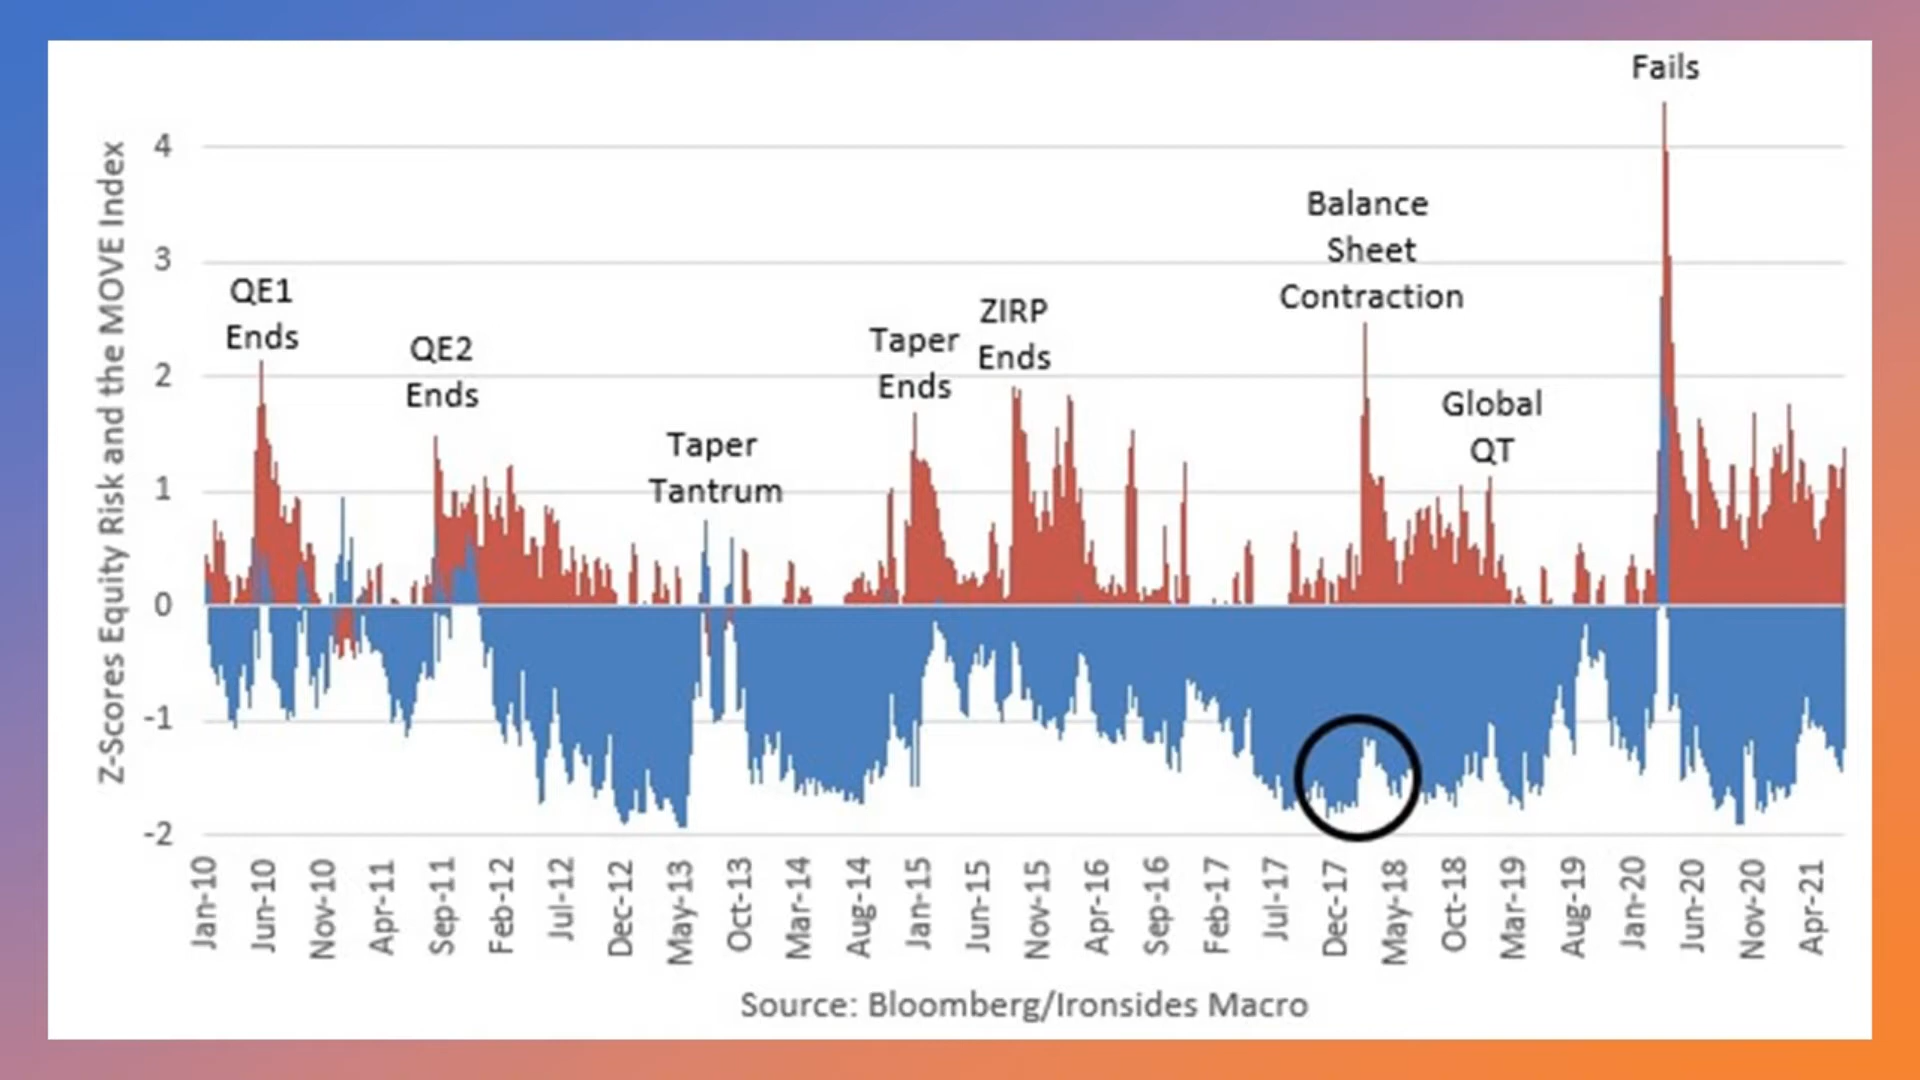 Fails
Balance
Sheet
Contraction
QE1
Ends
QE2
Ends
Taper
Tantrum
Taper
Ends
ZIRP
Ends
Global
QT
Z-Scores Equity Risk and the MOVE Index
4
3
2
1
0
-1
-2
Jan-10
Jun-10
Nov-10
Apr-11
Sep-11
Feb-12
Jul-12
Dec-12
May-13
Oct-13
Mar-14
Aug-14
Jan-15
Jun-15
Nov-15
Apr-16
Sep-16
Feb-17
Jul-17
Dec-17
May-18
Oct-18
Mar-19
Aug-19
Jan-20
Jun-20
Nov-20
Apr-21
Source: Bloomberg/Ironsides Macro